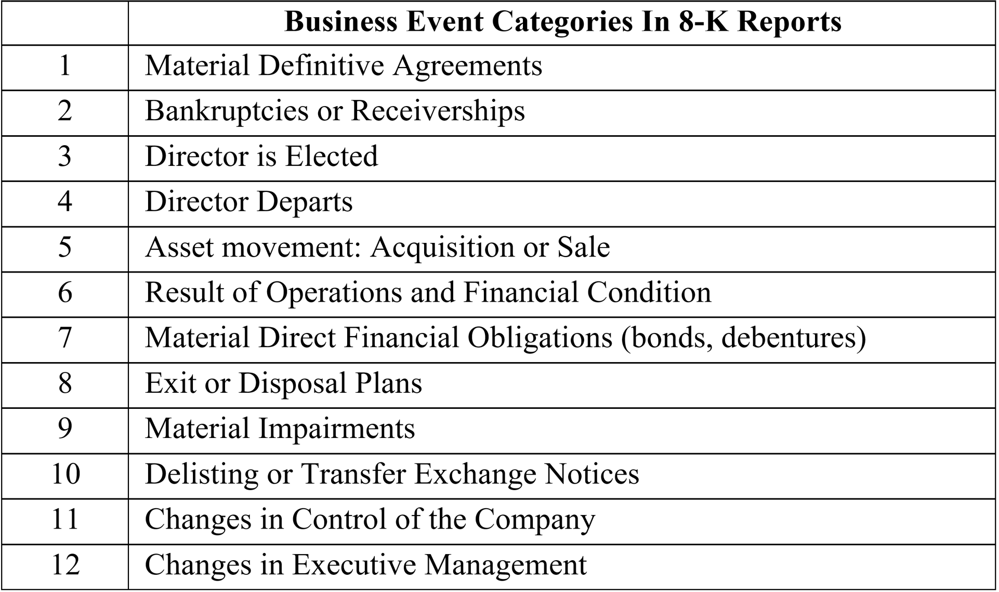 Business Event Categories In 8-K Reports
1 Material Definitive Agreements
2 Bankruptcies or Receiverships
3 Director is Elected
4 Director Departs
5 Asset movement: Acquisition or Sale
6 Result of Operations and Financial Condition
7 Material Direct Financial Obligations (bonds, debentures)
8 Exit or Disposal Plans
9 Material Impairments
10 Delisting or Transfer Exchange Notices
11 Changes in Control of the Company
12 Changes in Executive Management